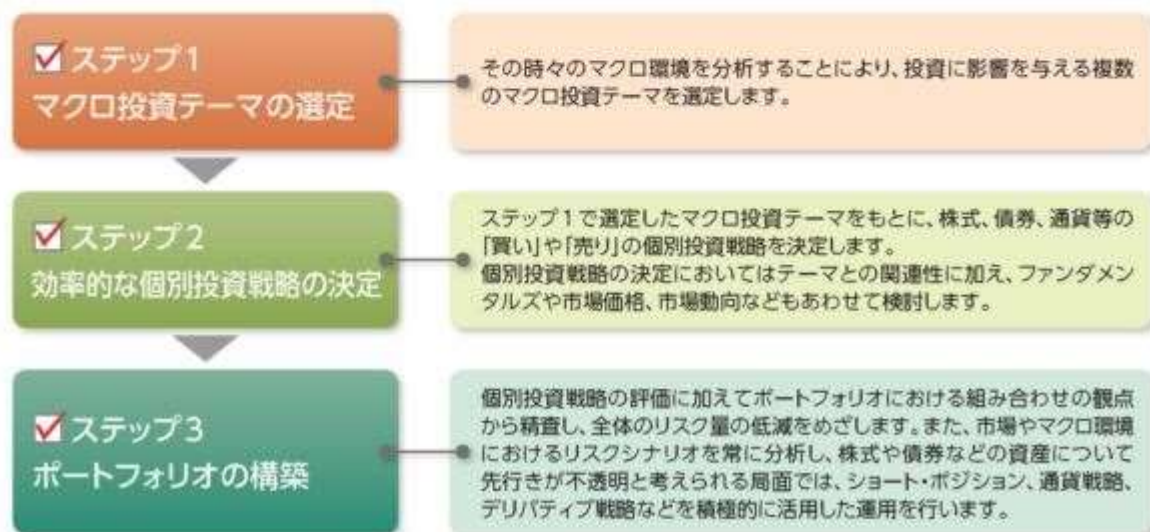 ステップ1
マクロ投資テーマの選定
その時々のマクロ環境を分析することにより、投資に影響を与える複数
のマクロ投資テーマを選定します。
ステップ2
効率的な個別投資戦略の決定
ステップ1で選定したマクロ投資テーマをもとに、株式、債券、通貨等の
「買い」や「売り」の個別投資戦略を決定します。
個別投資戦略の決定においてはテーマとの関連性に加え、ファンダメン
タルズや市場価格、市場動向などもあわせて検討します。
ステップ3
ポートフォリオの構築
個別投資戦略の評価に加えてポートフォリオにおける組み合わせの観点
から精査し、全体のリスク量の低減をめざします。また、市場やマクロ環境
におけるリスクシナリオを常に分析し、株式や債券などの資産について
先行きが不透明と考えられる局面では、ショート・ポジション、通貨戦略、
デリバティブ戦略などを積極的に活用した運用を行います。